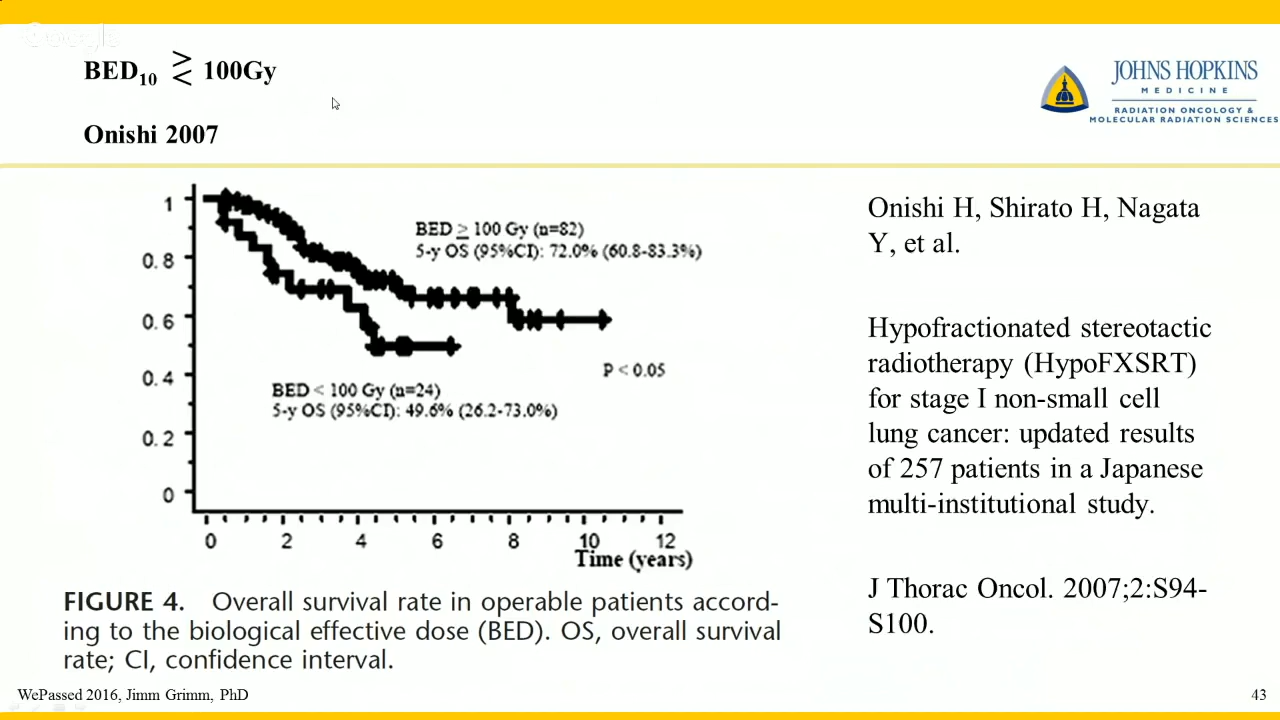 Google
BED10 ≷ 100Gy
Onishi 2007
JOHNS HOPKINS
MEDICINE
RADIATION ONCOLOGY &
MOLECULAR RADIATION SCIENCES
1
0.8
0.6
0.4
0.2
0
BED ≥ 100 Gy (n=82)
5-y OS (95%CI): 72.0% (60.8-83.3%)
P < 0.05
BED < 100 Gy (n=24)
5-y OS (95%CI): 49.6% (26.2-73.0%)
0 2 4 6 8 10 12
Time (years)
FIGURE 4. Overall survival rate in operable patients accord-
ing to the biological effective dose (BED). OS, overall survival
rate; CI, confidence interval.
Onishi H, Shirato H, Nagata
Y, et al.
Hypofractionated stereotactic
radiotherapy (HypoFXSRT)
for stage I non-small cell
lung cancer: updated results
of 257 patients in a Japanese
multi-institutional study.
J Thorac Oncol. 2007;2:S94-
S100.
WePassed 2016, Jimm Grimm, PhD
43